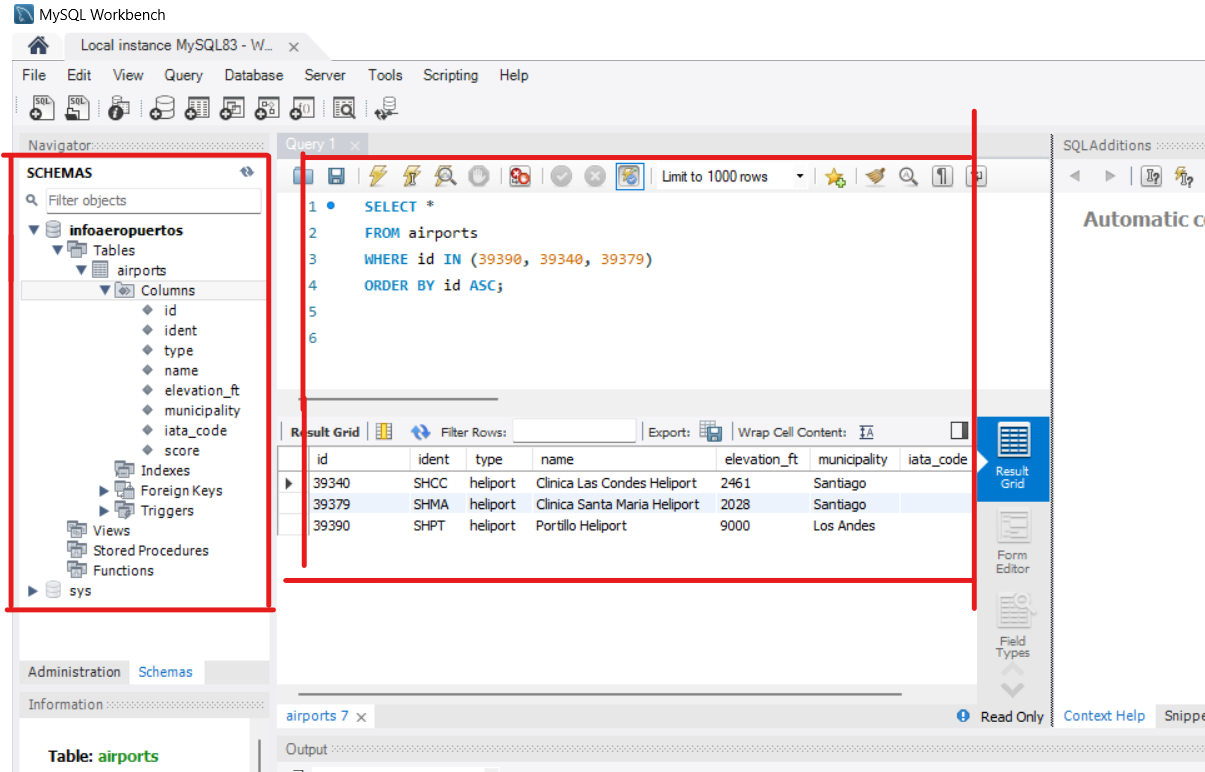 MySQL Workbench
Local instance MySQL83 - W...
File Edit View Query Database Server Tools Scripting Help
Navigator
SCHEMAS
Filter objects
infoaeropuertos
Tables
airports
Columns
id
ident
type
name
elevation_ft
municipality
iata_code
score
Indexes
Foreign Keys
Triggers
Views
Stored Procedures
Functions
sys
Administration Schemas
Information
Table: airports
Query 1
Limit to 1000 rows
1 SELECT *
2 FROM airports
3 WHERE id IN (39390, 39340, 39379)
4 ORDER BY id ASC;
5
6
Result Grid Filter Rows: Export: Wrap Cell Content:
id ident type name elevation_ft municipality iata_code
39340 SHCC heliport Clinica Las Condes Heliport 2461 Santiago
39379 SHMA heliport Clinica Santa Maria Heliport 2028 Santiago
39390 SHPT heliport Portillo Heliport 9000 Los Andes
Result
Grid
Form
Editor
Field
Types
airports 7 Read Only
Output
SQLAdditions
Automatic c
Context Help Snippe